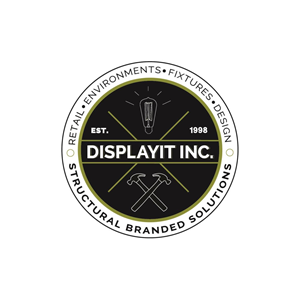 RETAIL • ENVIRONMENTS • FIXTURES • DESIGN
EST. 1998
DISPLAYIT INC.
STRUCTURAL BRANDED SOLUTIONS